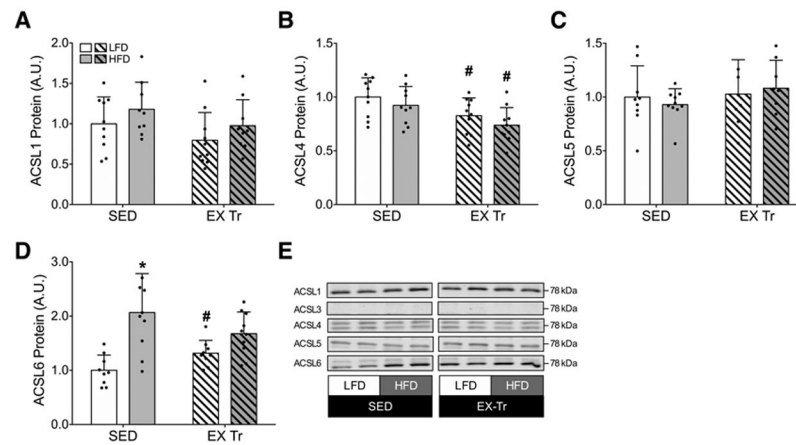 A
ACSL1 Protein (A.U.)
2.0
1.5
1.0
0.5
0.0
LFD
HFD
SED
EX Tr
B
ACSL4 Protein (A.U.)
1.5
1.0
0.5
0.0
#
#
SED
EX Tr
C
ACSL5 Protein (A.U.)
1.5
1.0
0.5
0.0
SED
EX Tr
D
ACSL6 Protein (A.U.)
3.0
2.0
1.0
0.0
*
#
SED
EX Tr
E
ACSL1 78 kDa
ACSL3 78 kDa
ACSL4 78 kDa
ACSL5 78 kDa
ACSL6 78 kDa
LFD HFD LFD HFD
SED EX-Tr